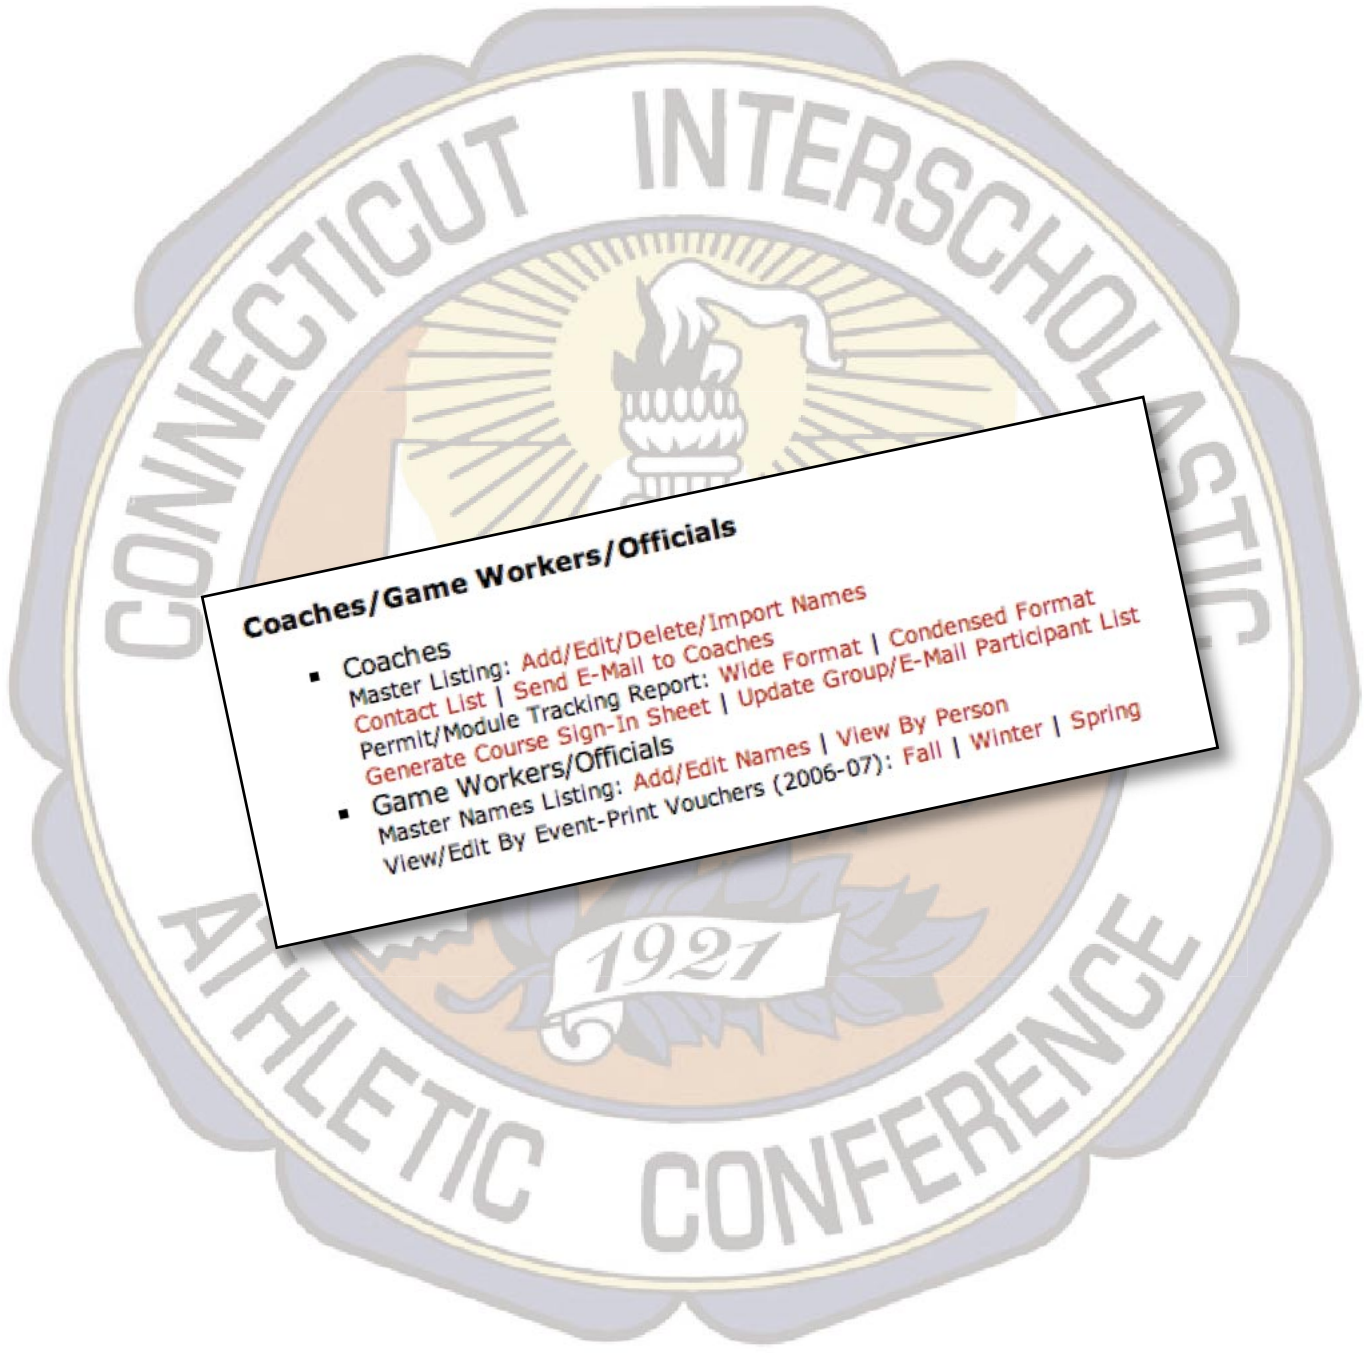 CONNECTICUT INTERSCHOLASTIC
Coaches/Game Workers/Officials
▪ Coaches
Master Listing: Add/Edit/Delete/Import Names
Contact List | Send E-Mail to Coaches
Permit/Module Tracking Report: Wide Format | Condensed Format
Generate Course Sign-In Sheet | Update Group/E-Mail Participant List
▪ Game Workers/Officials
Master Names Listing: Add/Edit Names | View By Person
View/Edit By Event-Print Vouchers (2006-07): Fall | Winter | Spring
1921
ATHLETIC CONFERENCE